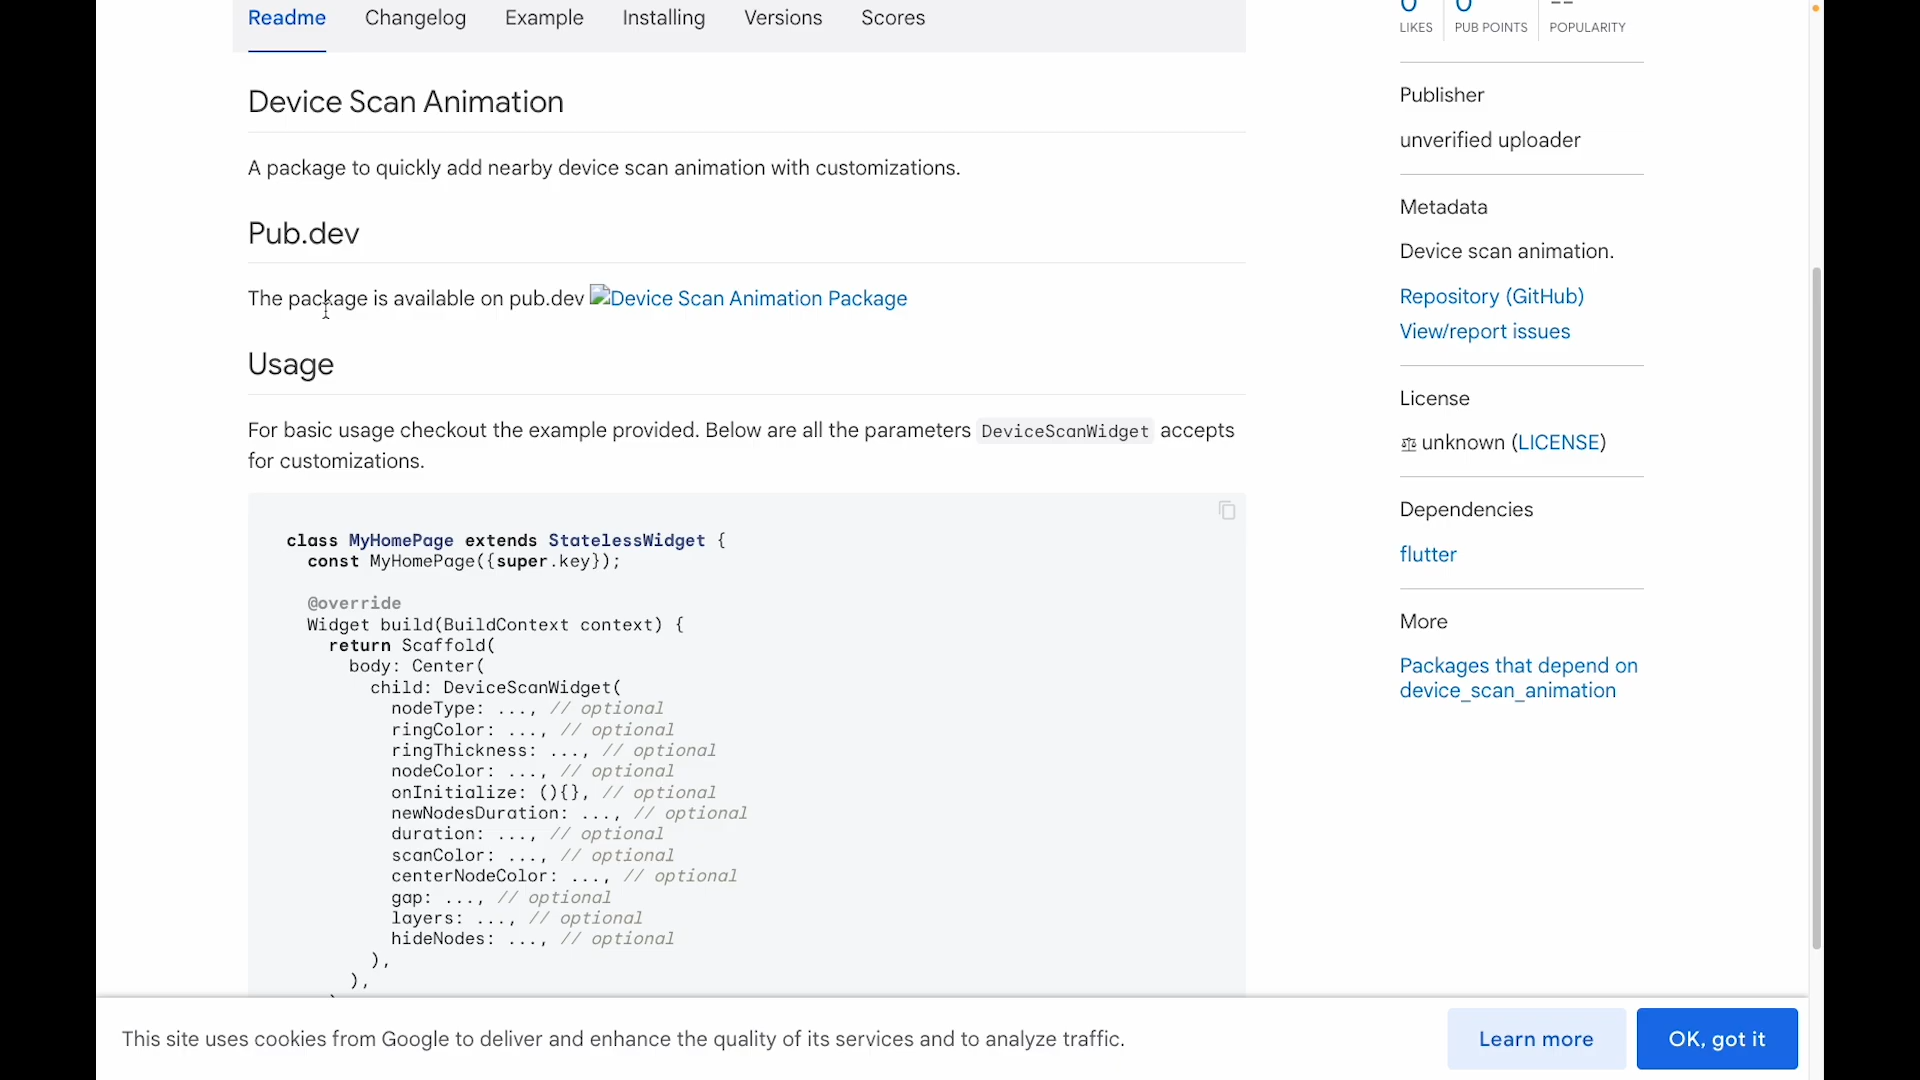 Readme Changelog Example Installing Versions Scores
Device Scan Animation
A package to quickly add nearby device scan animation with customizations.
Pub.dev
The package is available on pub.dev Device Scan Animation Package
Usage
For basic usage checkout the example provided. Below are all the parameters DeviceScanWidget accepts
for customizations.
class MyHomePage extends StatelessWidget {
const MyHomePage({super.key});
@override
Widget build(BuildContext context) {
return Scaffold(
body: Center(
child: DeviceScanWidget(
nodeType: ..., // optional
ringColor: ..., // optional
ringThickness: ..., // optional
nodeColor: ..., // optional
onInitialize: (){}, // optional
newNodesDuration: ..., // optional
duration: ..., // optional
scanColor: ..., // optional
centerNodeColor: ..., // optional
gap: ..., // optional
layers: ..., // optional
hideNodes: ..., // optional
),
),
LIKES PUB POINTS POPULARITY
Publisher
unverified uploader
Metadata
Device scan animation.
Repository (GitHub)
View/report issues
License
unknown (LICENSE)
Dependencies
flutter
More
Packages that depend on
device_scan_animation
This site uses cookies from Google to deliver and enhance the quality of its services and to analyze traffic.
Learn more
OK, got it